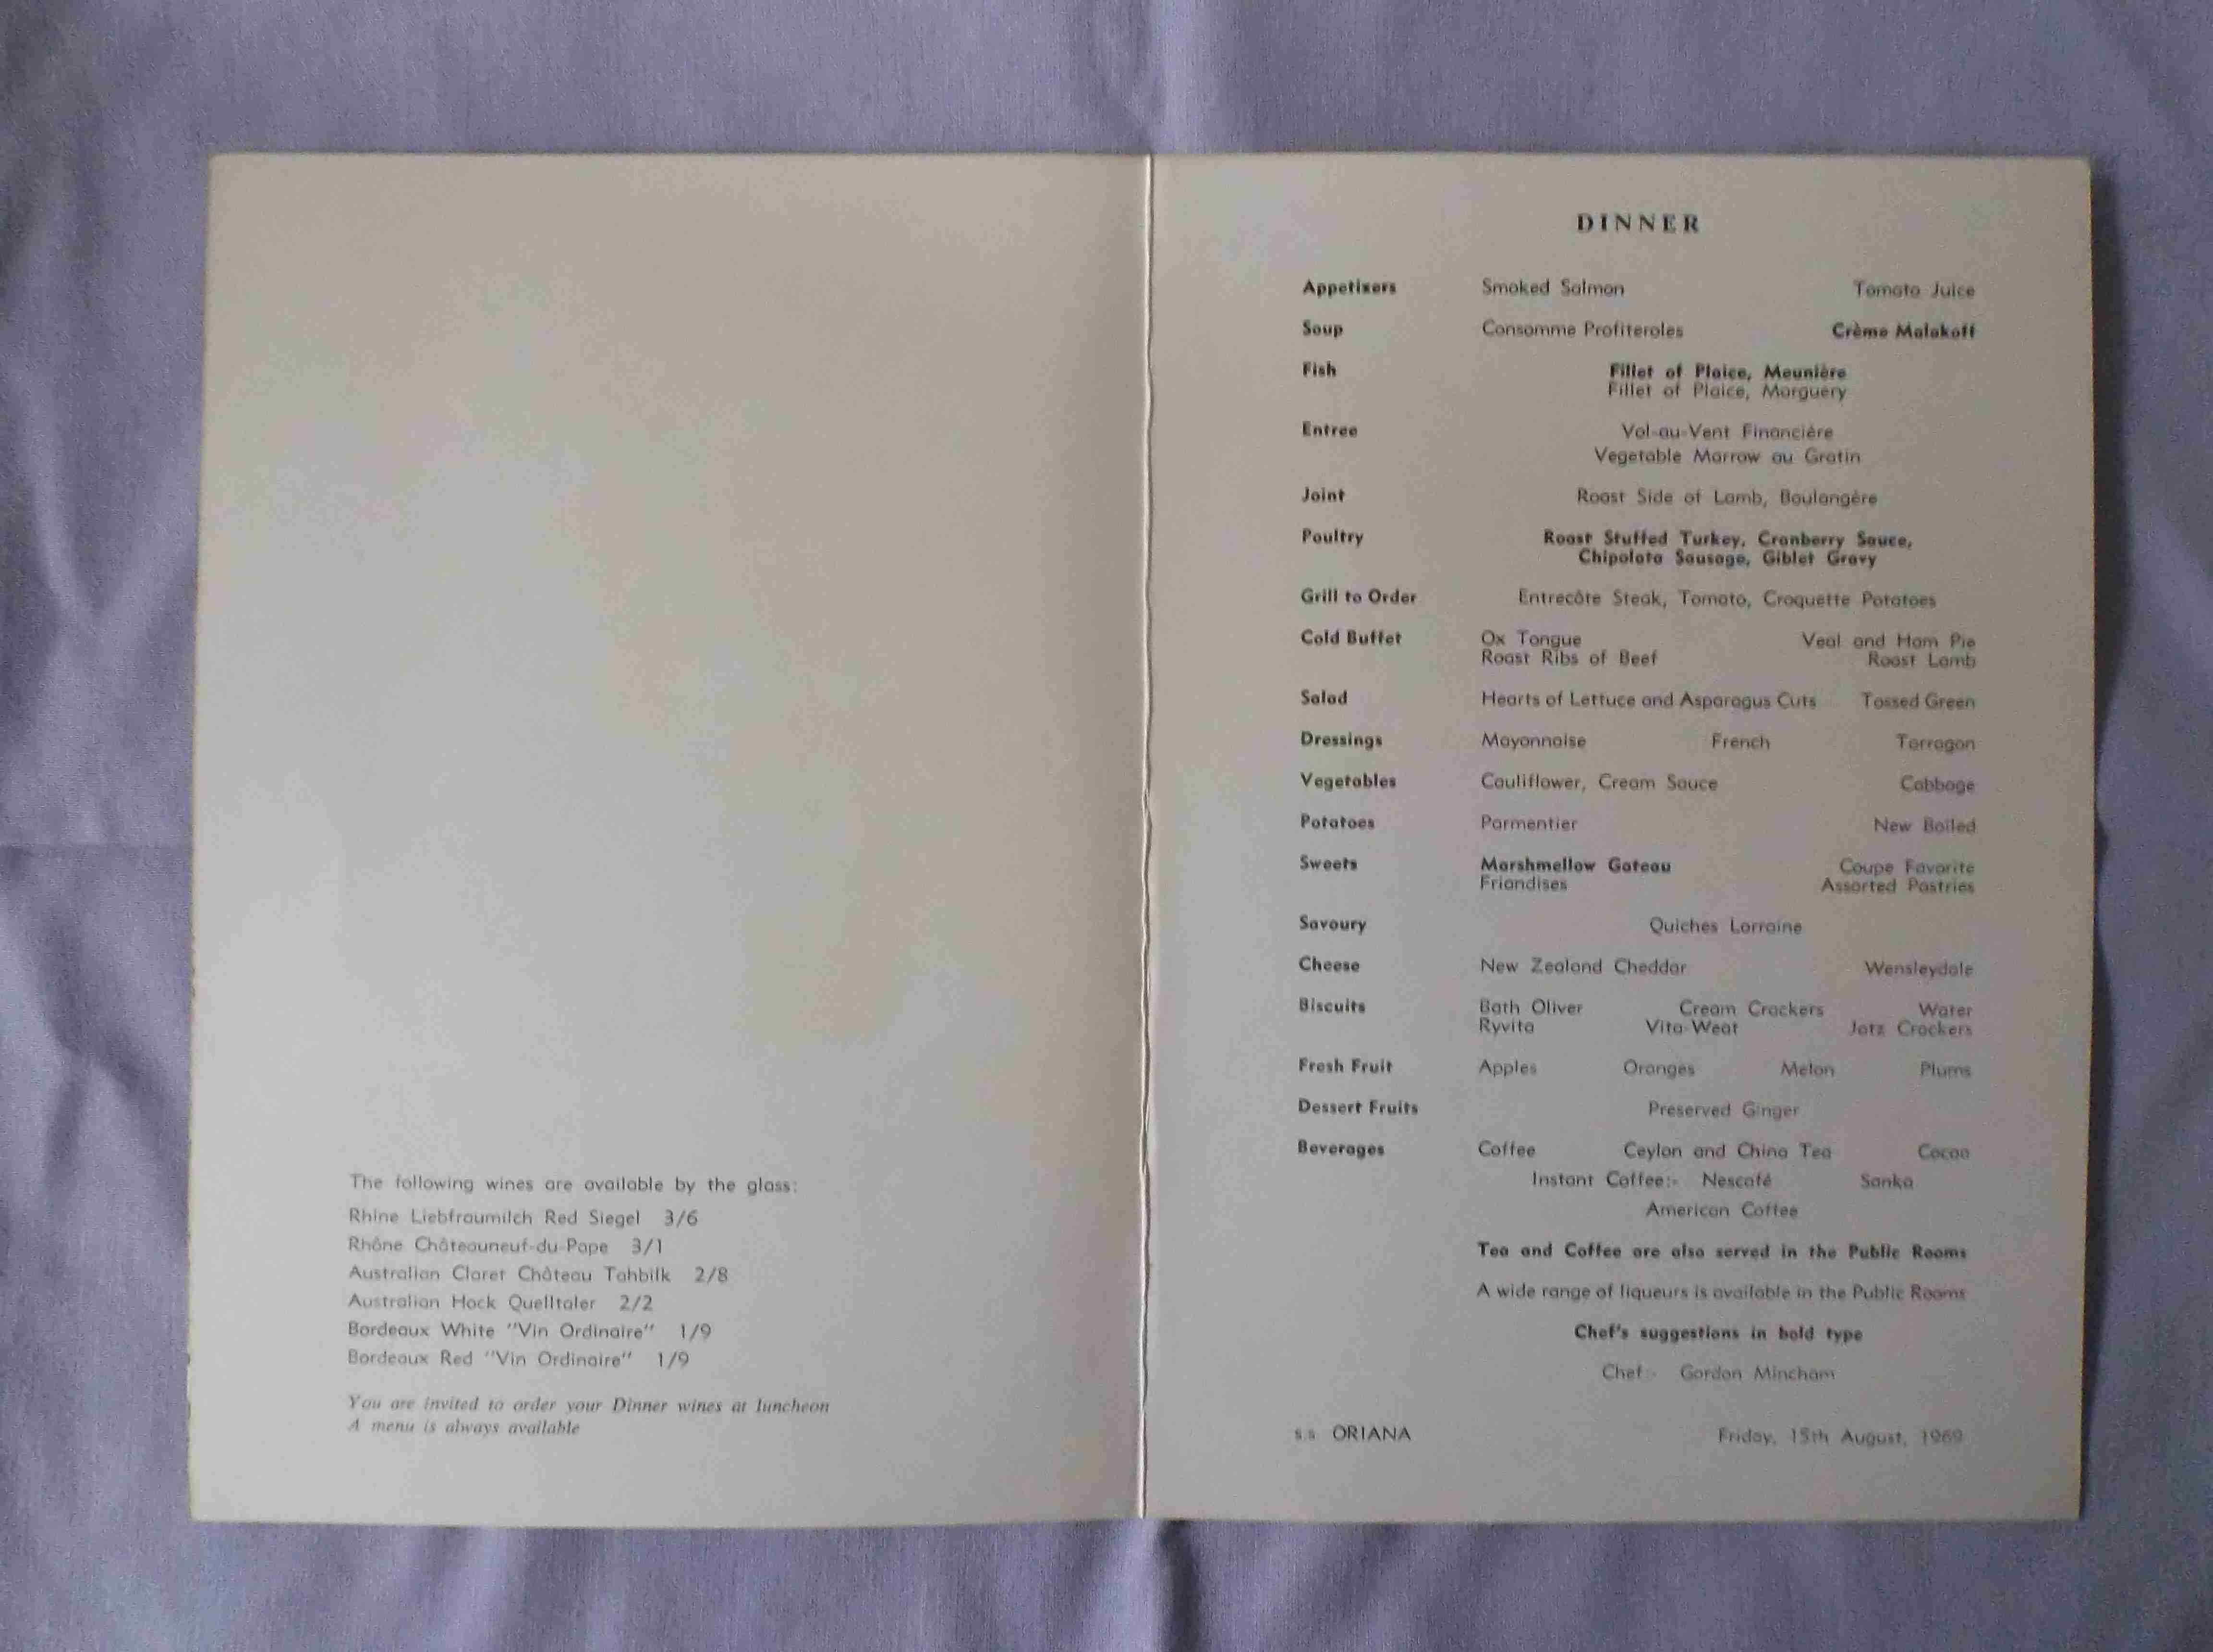 The following wines are available by the glass:
Rhine Liebfraumilch Red Siegel 3/6
Rhône Châteauneuf-du-Pape 3/1
Australian Claret Château Tahbilk 2/8
Australian Hock Quelltaler 2/2
Bordeaux White "Vin Ordinaire" 1/9
Bordeaux Red "Vin Ordinaire" 1/9
You are invited to order your Dinner wines at luncheon
A menu is always available
DINNER
Appetizers Smoked Salmon Tomato Juice
Soup Consomme Profiteroles Crème Malakoff
Fish Fillet of Plaice, Meunière
Fillet of Plaice, Marguery
Entree Vol-au-Vent Financière
Vegetable Marrow au Gratin
Joint Roast Side of Lamb, Boulangère
Poultry Roast Stuffed Turkey, Cranberry Sauce,
Chipolata Sausage, Giblet Gravy
Grill to Order Entrecôte Steak, Tomato, Croquette Potatoes
Cold Buffet Ox Tongue Veal and Ham Pie
Roast Ribs of Beef Roast Lamb
Salad Hearts of Lettuce and Asparagus Cuts Tossed Green
Dressings Mayonnaise French Tarragon
Vegetables Cauliflower, Cream Sauce Cabbage
Potatoes Parmentier New Boiled
Sweets Marshmellow Gateau Coupe Favorite
Friandises Assorted Pastries
Savoury Quiches Lorraine
Cheese New Zealand Cheddar Wensleydale
Biscuits Bath Oliver Cream Crackers Water
Ryvita Vita-Weat Jatz Crackers
Fresh Fruit Apples Oranges Melon Plums
Dessert Fruits Preserved Ginger
Beverages Coffee Ceylon and China Tea Cocoa
Instant Coffee:- Nescafé Sanka
American Coffee
Tea and Coffee are also served in the Public Rooms
A wide range of liqueurs is available in the Public Rooms
Chef's suggestions in bold type
Chef:- Gordon Mincham
s.s. ORIANA Friday, 15th August, 1969